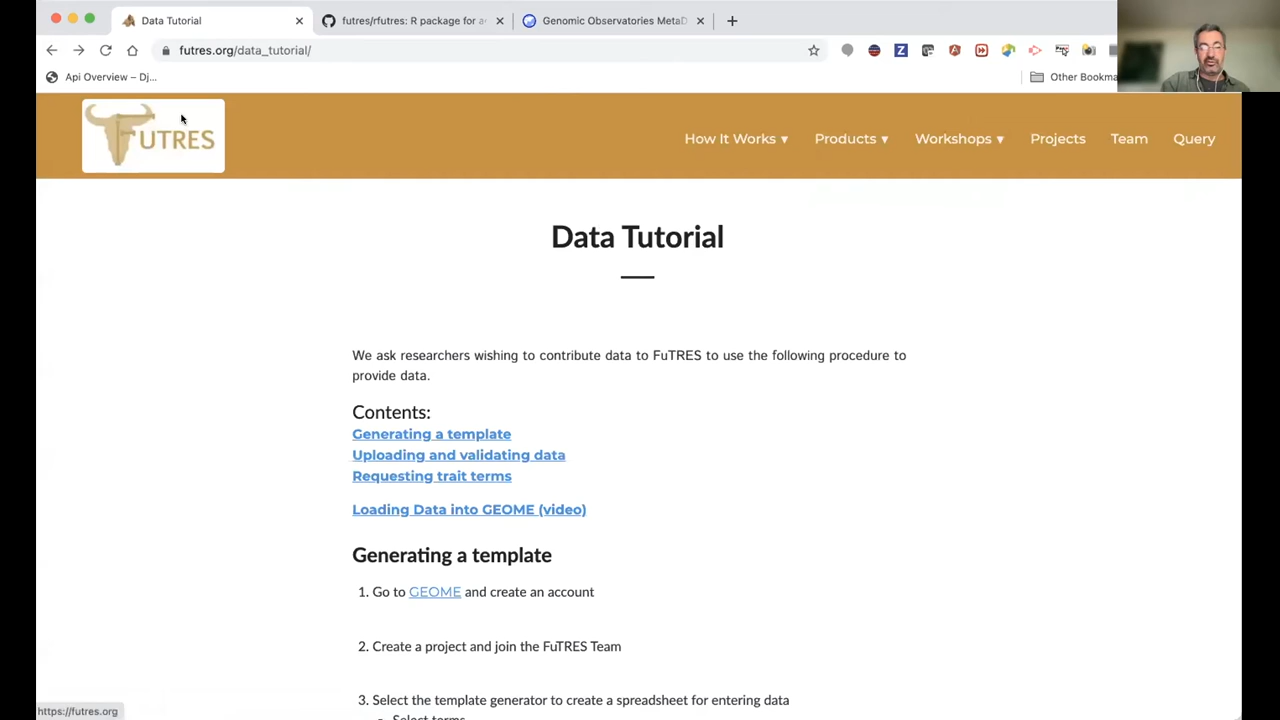 Data Tutorial
futres/rfutres: R package for a
Genomic Observatories MetaD
futres.org/data_tutorial/
Api Overview – Dj...
Other Bookma
FUTRES
How It Works ▾
Products ▾
Workshops ▾
Projects
Team
Query
Data Tutorial
We ask researchers wishing to contribute data to FuTRES to use the following procedure to
provide data.
Contents:
Generating a template
Uploading and validating data
Requesting trait terms
Loading Data into GEOME (video)
Generating a template
1. Go to GEOME and create an account
2. Create a project and join the FuTRES Team
3. Select the template generator to create a spreadsheet for entering data
Select terms
https://futres.org